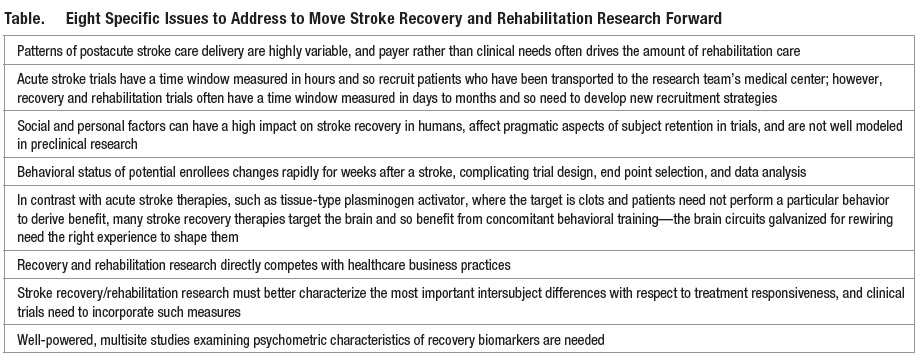 Table. Eight Specific Issues to Address to Move Stroke Recovery and Rehabilitation Research Forward
Patterns of postacute stroke care delivery are highly variable, and payer rather than clinical needs often drives the amount of rehabilitation care
Acute stroke trials have a time window measured in hours and so recruit patients who have been transported to the research team's medical center; however,
recovery and rehabilitation trials often have a time window measured in days to months and so need to develop new recruitment strategies
Social and personal factors can have a high impact on stroke recovery in humans, affect pragmatic aspects of subject retention in trials, and are not well modeled
in preclinical research
Behavioral status of potential enrollees changes rapidly for weeks after a stroke, complicating trial design, end point selection, and data analysis
In contrast with acute stroke therapies, such as tissue-type plasminogen activator, where the target is clots and patients need not perform a particular behavior
to derive benefit, many stroke recovery therapies target the brain and so benefit from concomitant behavioral training—the brain circuits galvanized for rewiring
need the right experience to shape them
Recovery and rehabilitation research directly competes with healthcare business practices
Stroke recovery/rehabilitation research must better characterize the most important intersubject differences with respect to treatment responsiveness, and clinical
trials need to incorporate such measures
Well-powered, multisite studies examining psychometric characteristics of recovery biomarkers are needed